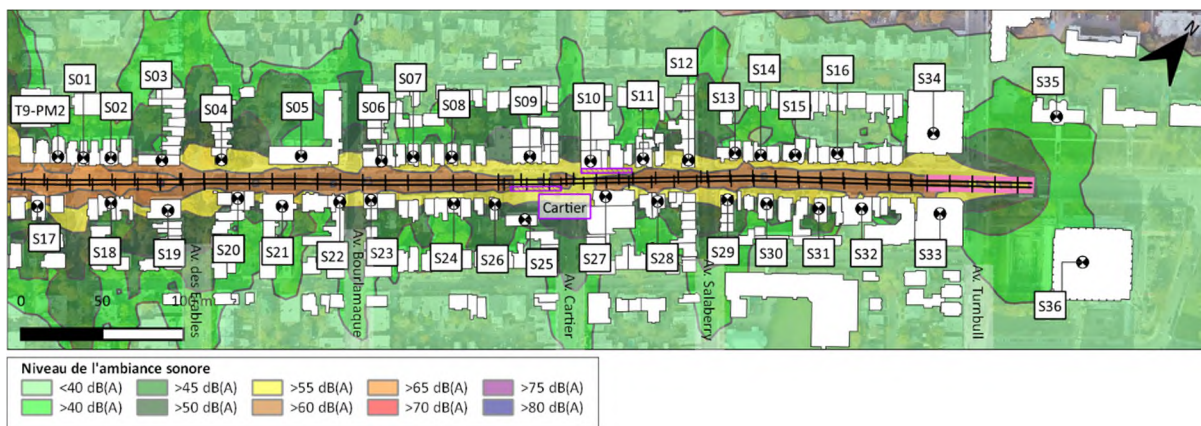 N
S12
S01
S03
S07
S14
S16
S34
S35
T9-PM2
S02
S04
S05
S06
S08
S09
S10
S11
S13
S15
Cartier
S17
S18
S19
S20
S21
S22
S23
S24
S26
S25
S27
S28
S29
S30
S31
S32
S33
S36
Av. des Érables
Av. Bourlamaque
Av. Cartier
Av. Salaberry
Av. Turnbull
0 50 100 m
Niveau de l'ambiance sonore
<40 dB(A) >45 dB(A) >55 dB(A) >65 dB(A) >75 dB(A)
>40 dB(A) >50 dB(A) >60 dB(A) >70 dB(A) >80 dB(A)